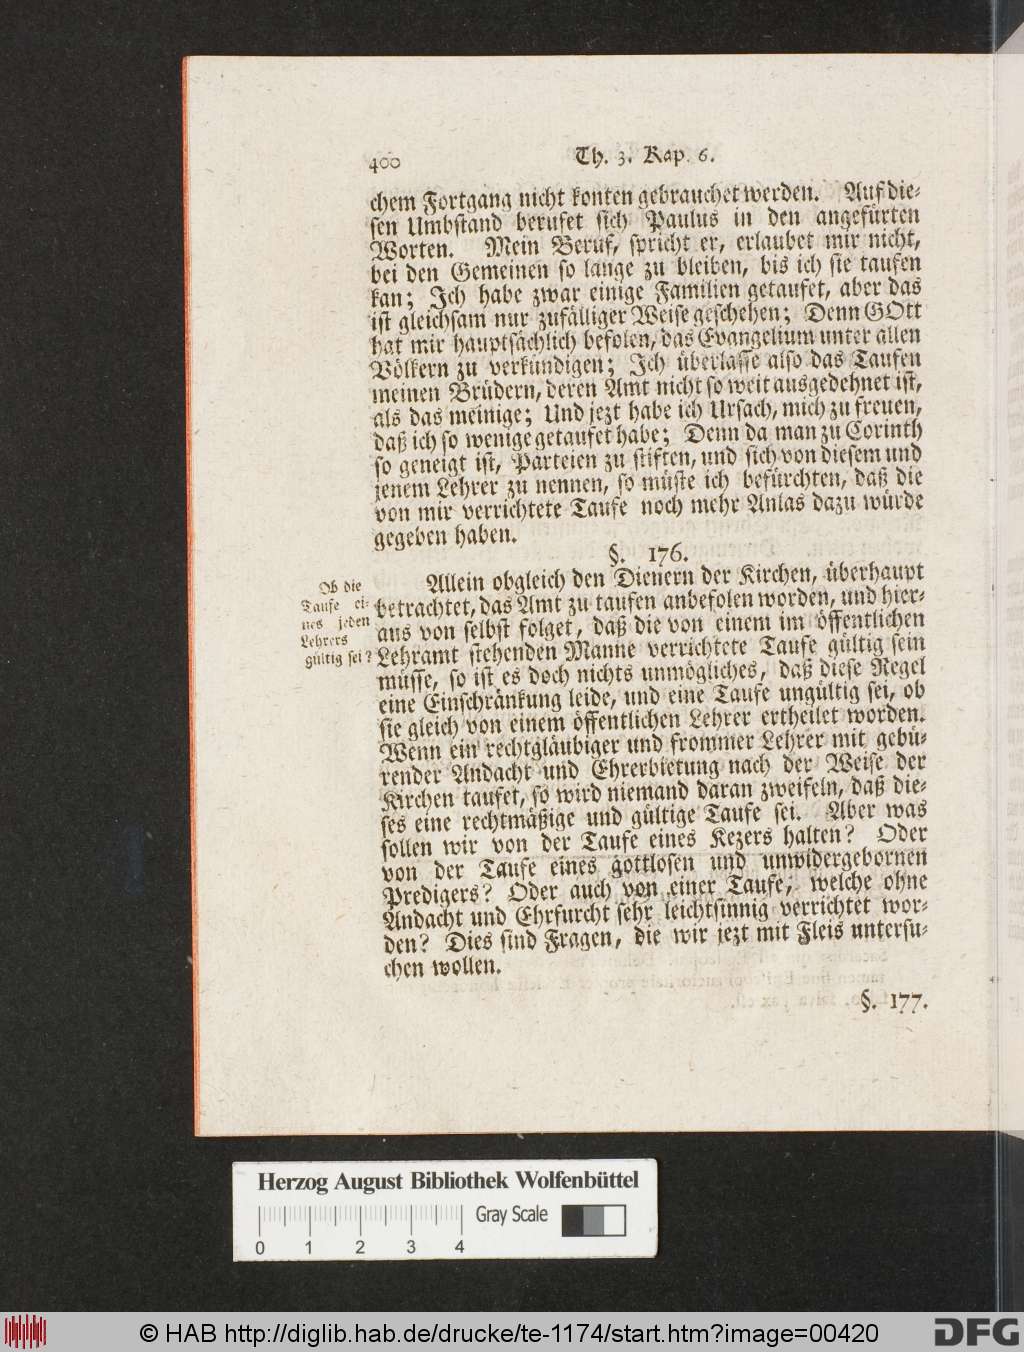 400 Th. 3. Kap. 6.
chem Fortgang nicht konten gebrauchet werden. Auf die-
sen Umbstand berufet sich Paulus in den angefürten
Worten. Mein Beruf, spricht er, erlaubet mir nicht,
bei den Gemeinen so lange zu bleiben, bis ich sie taufen
kan; Ich habe zwar einige Familien getaufet, aber das
ist gleichsam nur zufälliger Weise geschehen; Denn GOtt
hat mir hauptsächlich befolen, das Evangelium unter allen
Völkern zu verkündigen; Ich überlasse also das Taufen
meinen Brüdern, deren Amt nicht so weit ausgedehnet ist,
als das meinige; Und jezt habe ich Ursach, mich zu freuen,
daß ich so wenige getaufet habe; Denn da man zu Corinth
so geneigt ist, Parteien zu stiften, und sich von diesem und
jenem Lehrer zu nennen, so müste ich befürchten, daß die
von mir verrichtete Taufe noch mehr Anlas dazu würde
gegeben haben.
§. 176.
Ob die
Taufe ei-
nes jeden
Lehrers
gültig sei?
Allein obgleich den Dienern der Kirchen, überhaupt
betrachtet, das Amt zu taufen anbefolen worden, und hier-
aus von selbst folget, daß die von einem im öffentlichen
Lehramt stehenden Manne verrichtete Taufe gültig sein
müsse, so ist es doch nichts unmögliches, daß diese Regel
eine Einschränkung leide, und eine Taufe ungültig sei, ob
sie gleich von einem öffentlichen Lehrer ertheilet worden.
Wenn ein rechtgläubiger und frommer Lehrer mit gebü-
render Andacht und Ehrerbietung nach der Weise der
Kirchen taufet, so wird niemand daran zweifeln, daß die-
ses eine rechtmäßige und gültige Taufe sei. Aber was
sollen wir von der Taufe eines Kezers halten? Oder
von der Taufe eines gottlosen und unwidergebornen
Predigers? Oder auch von einer Taufe, welche ohne
Andacht und Ehrfurcht sehr leichtsinnig verrichtet wor-
den? Dies sind Fragen, die wir jezt mit Fleis untersu-
chen wollen.
§. 177.
Herzog August Bibliothek Wolfenbüttel
Gray Scale
0 1 2 3 4
© HAB http://diglib.hab.de/drucke/te-1174/start.htm?image=00420
DFG